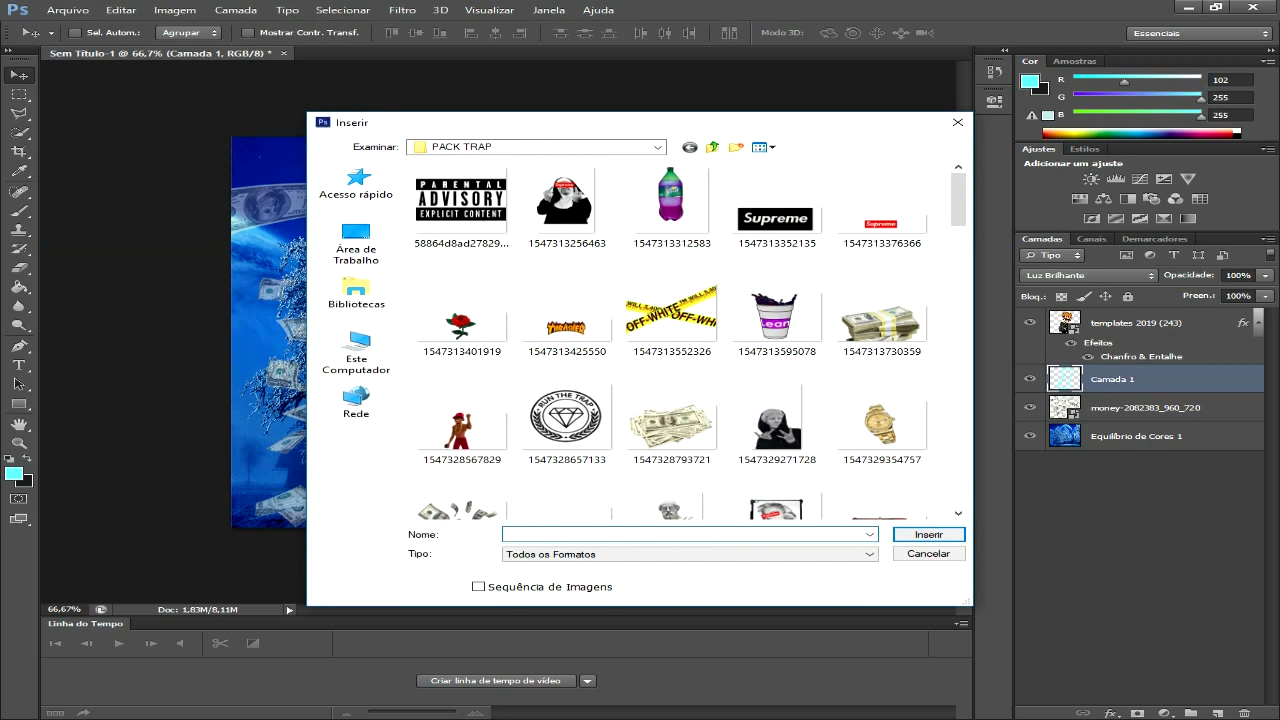 Ps Arquivo Editar Imagem Camada Tipo Selecionar Filtro 3D Visualizar Janela Ajuda
Sel. Autom.: Agrupar Mostrar Contr. Transf. Modo 3D: Essenciais
Sem Título-1 @ 66,7% (Camada 1, RGB/8) *
Inserir
Examinar: PACK TRAP
Acesso rápido
Área de
Trabalho
Bibliotecas
Este
Computador
Rede
PARENTAL
ADVISORY
EXPLICIT CONTENT
Supreme
Supreme
58864d8ad27829... 1547313256463 1547313312583 1547313352135 1547313376366
THRASHER
OFF-WHITE
Lean
1547313401919 1547313425550 1547313552326 1547313595078 1547313730359
RUN THE TRAP
1547328567829 1547328657133 1547328793721 1547329271728 1547329354757
Nome: Inserir
Tipo: Todos os Formatos Cancelar
Sequência de Imagens
66,67% Doc: 1,83M/8,11M
Linha do Tempo
Criar linha de tempo de vídeo
Cor Amostras
R 102
G 255
B 255
Ajustes Estilos
Adicionar um ajuste
Camadas Canais Demarcadores
Tipo
Luz Brilhante Opacidade: 100%
Bloq.: Preen.: 100%
templates 2019 (243) fx
Efeitos
Chanfro & Entalhe
Camada 1
money-2082383_960_720
Equilíbrio de Cores 1